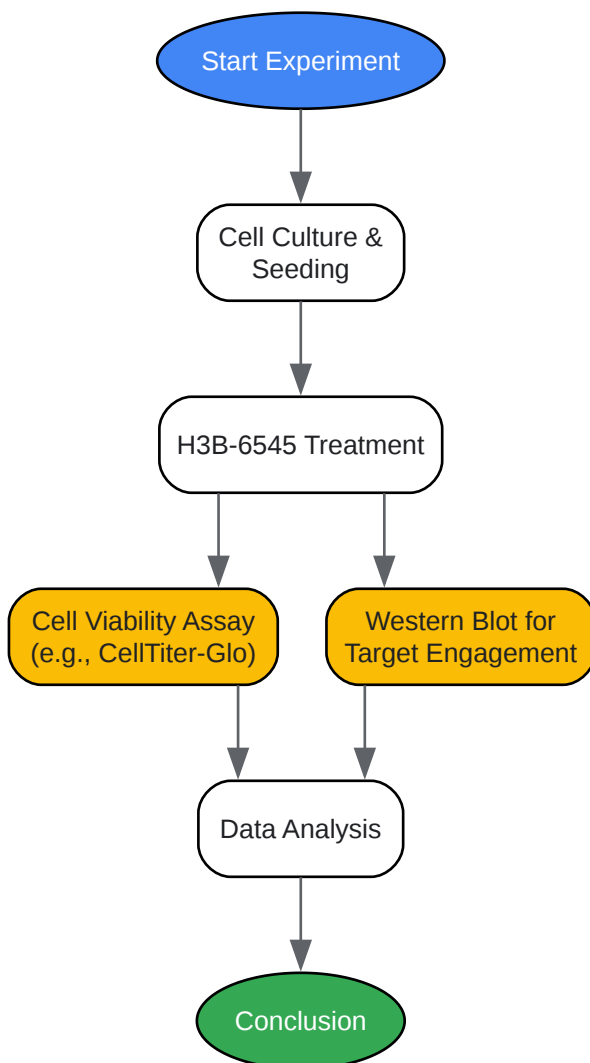 Start Experiment
Cell Culture &
Seeding
H3B-6545 Treatment
Cell Viability Assay
(e.g., CellTiter-Glo)
Western Blot for
Target Engagement
Data Analysis
Conclusion